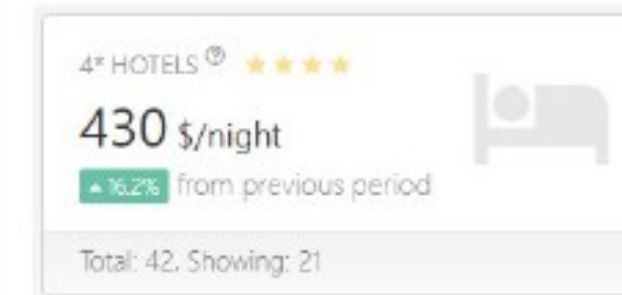 4* HOTELS ? ★★★★
430 $/night
▲ 16.2% from previous period
Total: 42, Showing: 21